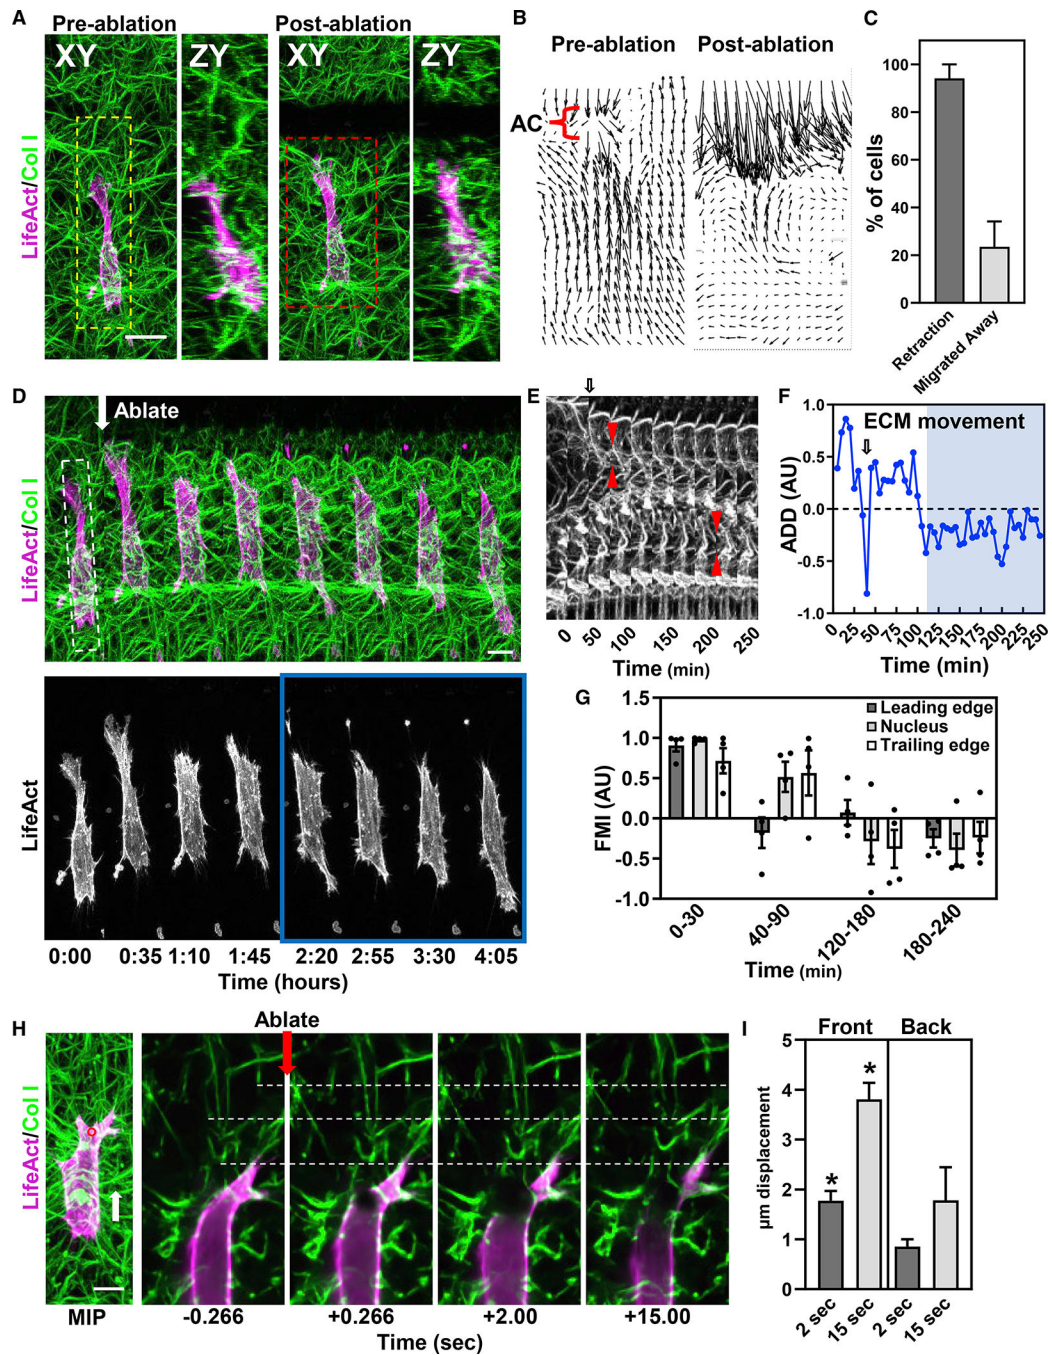 A
Pre-ablation
Post-ablation
XY
ZY
XY
ZY
LifeAct/Col I
B
Pre-ablation
Post-ablation
AC
C
% of cells
100
80
60
40
20
0
Retraction
Migrated Away
D
Ablate
LifeAct/Col I
LifeAct
0:00
0:35
1:10
1:45
2:20
2:55
3:30
4:05
Time (hours)
E
0
50
100
150
200
250
Time (min)
F
ECM movement
ADD (AU)
1.0
0.5
0.0
-0.5
-1.0
0
25
50
75
100
125
150
175
200
225
250
Time (min)
G
Leading edge
Nucleus
Trailing edge
FMI (AU)
1.5
1.0
0.5
0.0
-0.5
-1.0
0-30
40-90
120-180
180-240
Time (min)
H
Ablate
LifeAct/Col I
MIP
-0.266
+0.266
+2.00
+15.00
Time (sec)
I
Front
Back
µm displacement
5
4
3
2
1
0
*
*
2 sec
15 sec
2 sec
15 sec